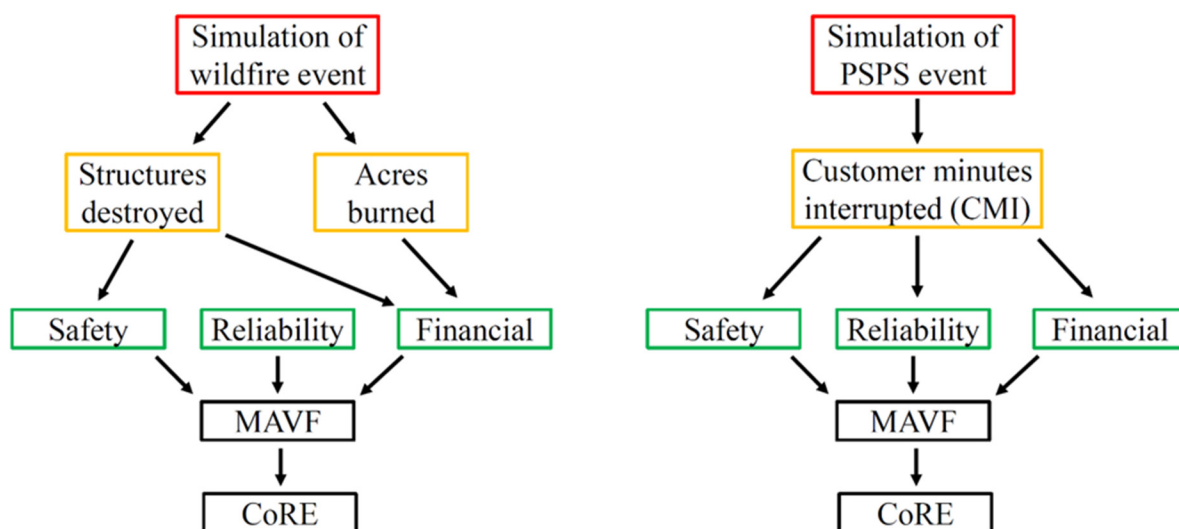 Simulation of
wildfire event
Structures
destroyed
Acres
burned
Safety
Reliability
Financial
MAVF
CoRE
Simulation of
PSPS event
Customer minutes
interrupted (CMI)
Safety
Reliability
Financial
MAVF
CoRE